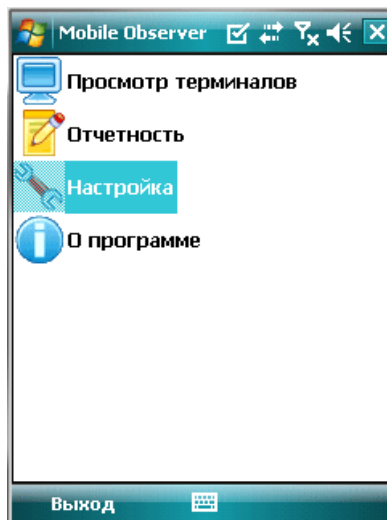 Mobile Observer
Просмотр терминалов
Отчетность
Настройка
О программе
Выход